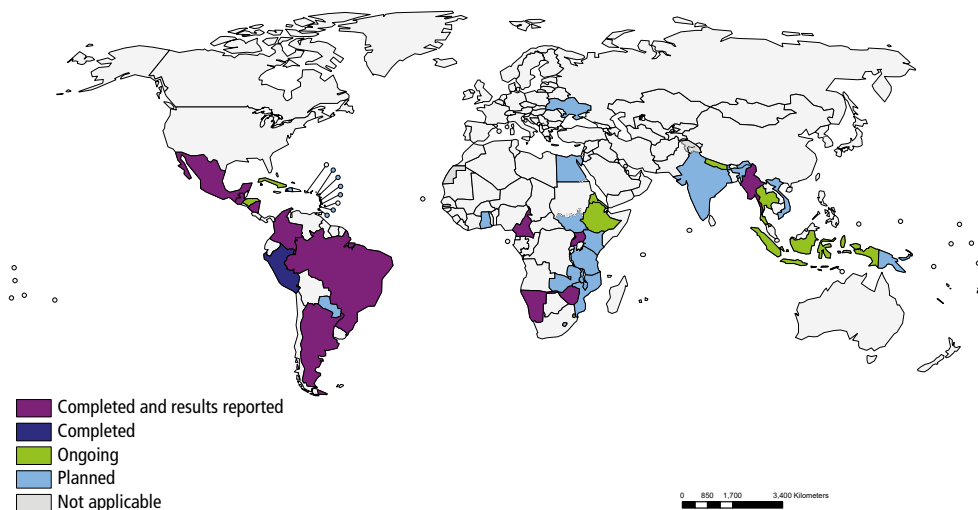 Completed and results reported
Completed
Ongoing
Planned
Not applicable
0 850 1,700 3,400 Kilometers